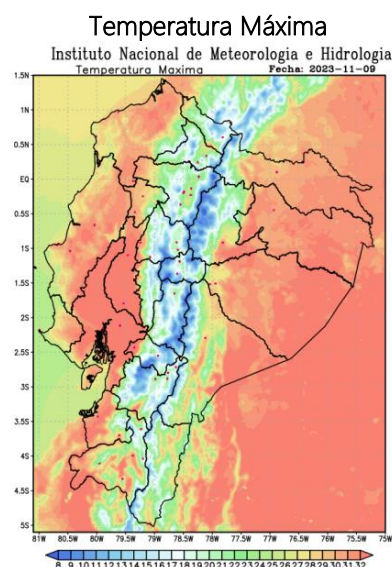 Temperatura Máxima
Instituto Nacional de Meteorologia e Hidrologia
Temperatura Maxima Fecha: 2023-11-09
1.5N
1N
0.5N
EQ
0.5S
1S
1.5S
2S
2.5S
3S
3.5S
4S
4.5S
5S
81W 80.5W 80W 79.5W 79W 78.5W 78W 77.5W 77W 76.5W 76W 75.5W 75W
8 9 10 11 12 13 14 15 16 17 18 19 20 21 22 23 24 25 26 27 28 29 30 31 32